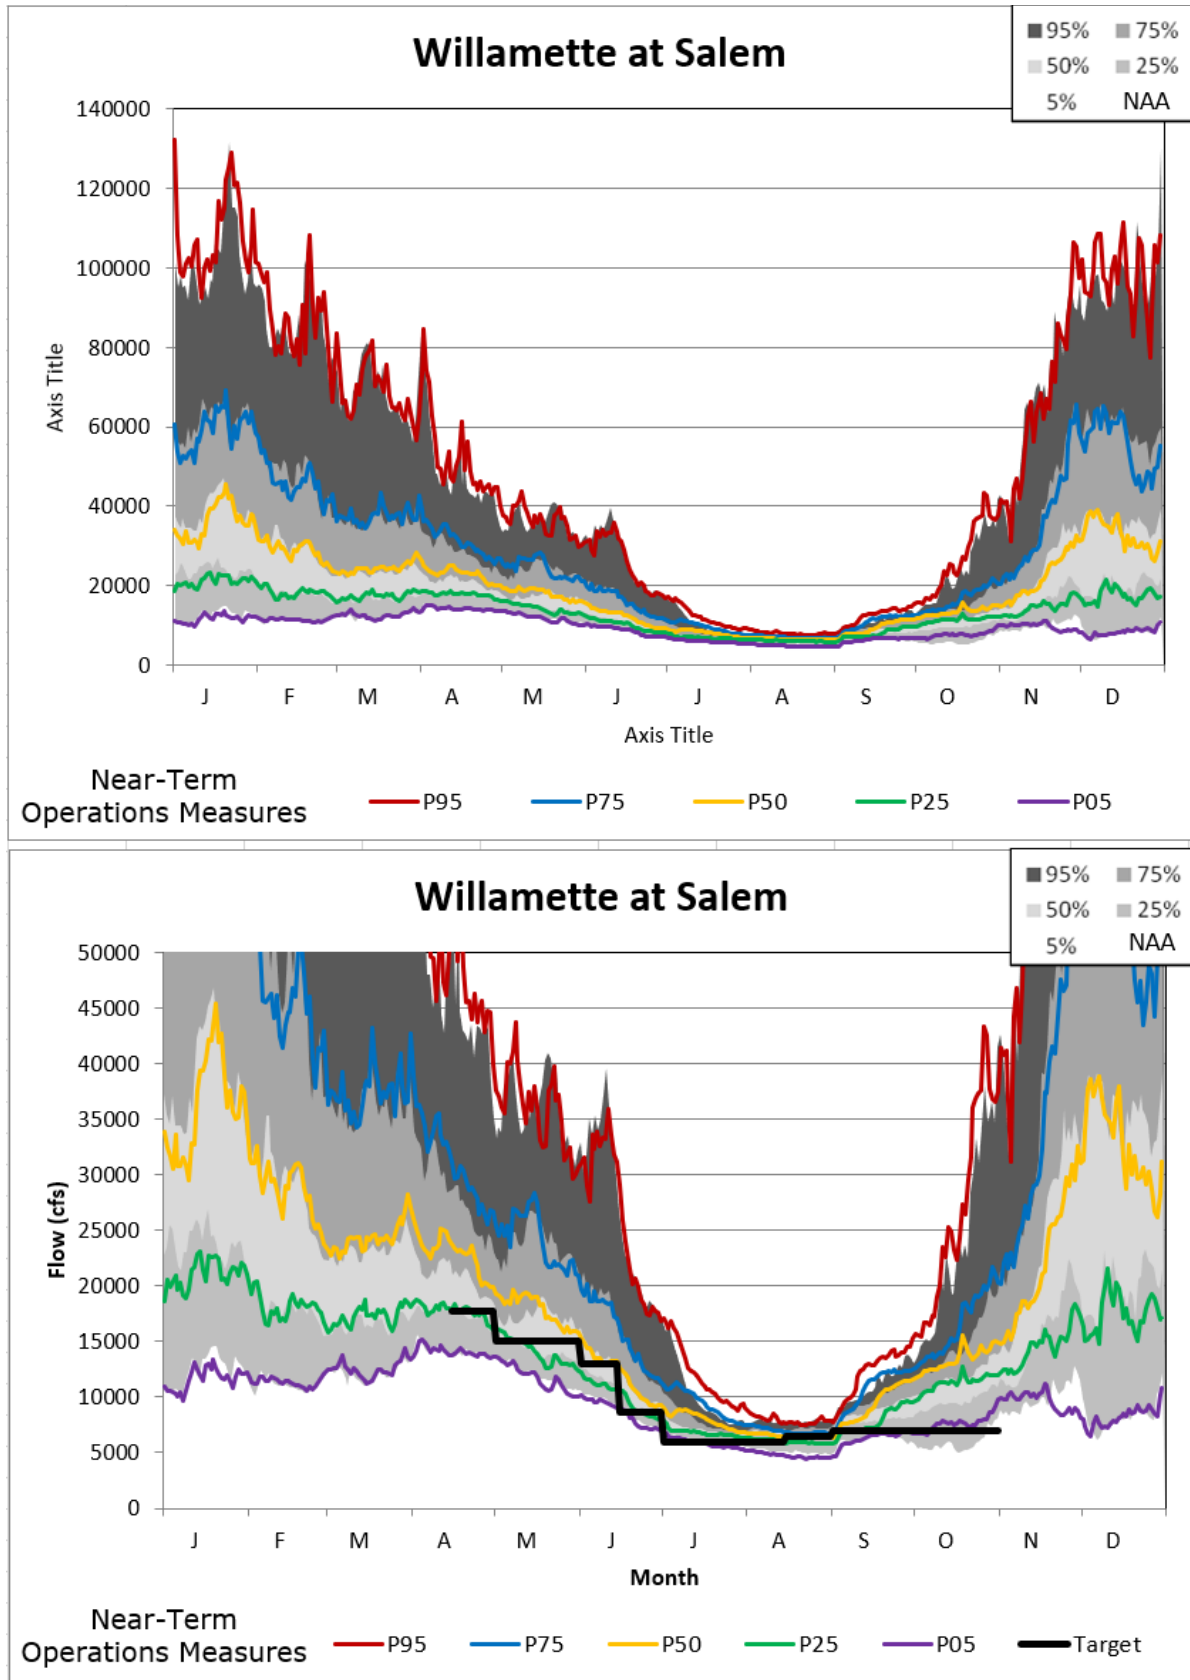 Willamette at Salem
95% 75%
50% 25%
5% NAA
140000
120000
100000
80000
60000
40000
20000
0
Axis Title
J F M A M J J A S O N D
Axis Title
Near-Term
Operations Measures
P95 P75 P50 P25 P05
Willamette at Salem
95% 75%
50% 25%
5% NAA
50000
45000
40000
35000
30000
25000
20000
15000
10000
5000
0
Flow (cfs)
J F M A M J J A S O N D
Month
Near-Term
Operations Measures
P95 P75 P50 P25 P05 Target